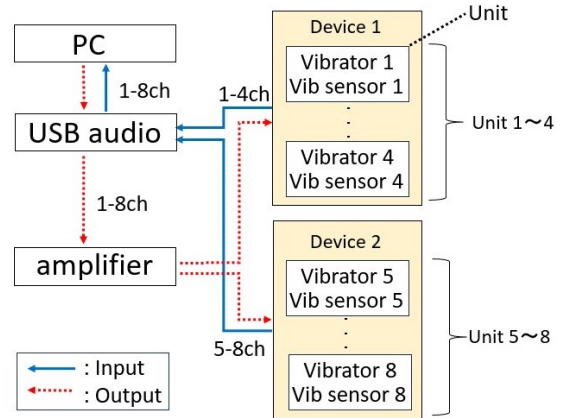 PC
1-8ch
USB audio
1-8ch
amplifier
: Input
: Output
1-4ch
5-8ch
Device 1
Vibrator 1
Vib sensor 1
Vibrator 4
Vib sensor 4
Device 2
Vibrator 5
Vib sensor 5
Vibrator 8
Vib sensor 8
Unit
Unit 1〜4
Unit 5〜8